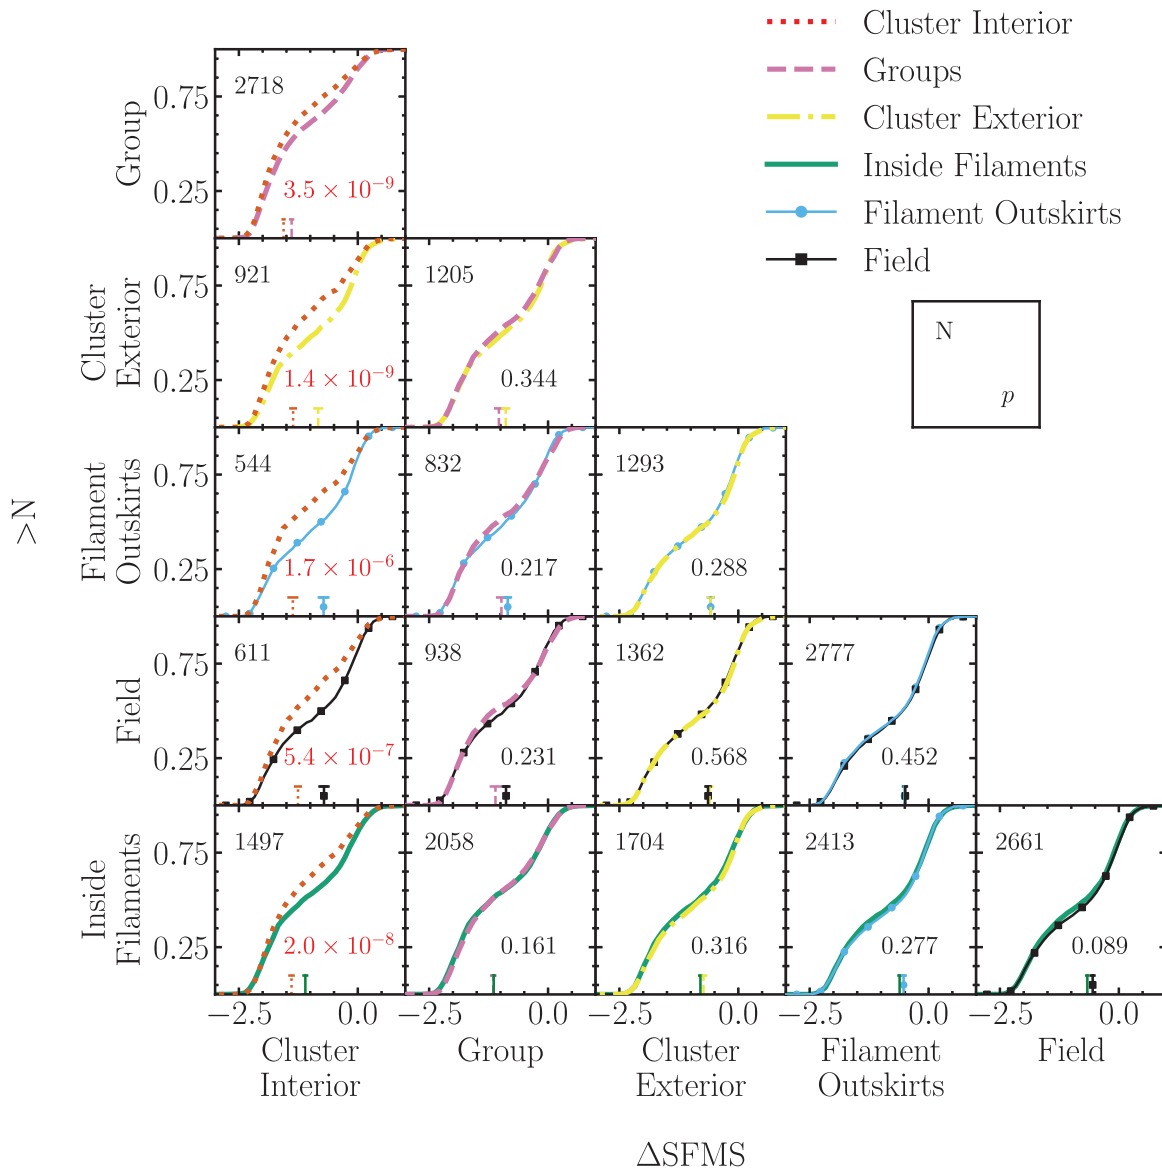 Cluster Interior
Groups
Cluster Exterior
Inside Filaments
Filament Outskirts
Field
N
p
>N
Group
0.75
0.25
2718
3.5 × 10⁻⁹
Cluster
Exterior
0.75
0.25
921
1.4 × 10⁻⁹
1205
0.344
Filament
Outskirts
0.75
0.25
544
1.7 × 10⁻⁶
832
0.217
1293
0.288
Field
0.75
0.25
611
5.4 × 10⁻⁷
938
0.231
1362
0.568
2777
0.452
Inside
Filaments
0.75
0.25
1497
2.0 × 10⁻⁸
2058
0.161
1704
0.316
2413
0.277
2661
0.089
−2.5 0.0 −2.5 0.0 −2.5 0.0 −2.5 0.0 −2.5 0.0
Cluster
Interior
Group
Cluster
Exterior
Filament
Outskirts
Field
ΔSFMS